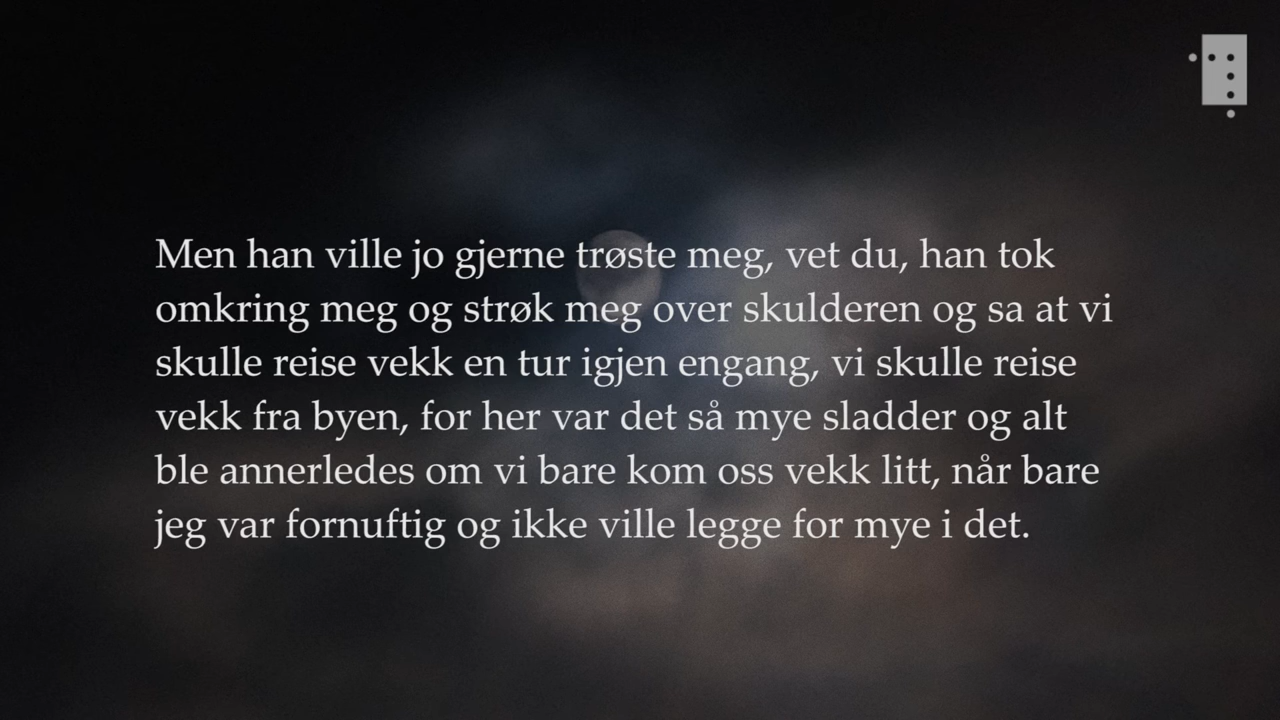 Men han ville jo gjerne trøste meg, vet du, han tok
omkring meg og strøk meg over skulderen og sa at vi
skulle reise vekk en tur igjen engang, vi skulle reise
vekk fra byen, for her var det så mye sladder og alt
ble annerledes om vi bare kom oss vekk litt, når bare
jeg var fornuftig og ikke ville legge for mye i det.